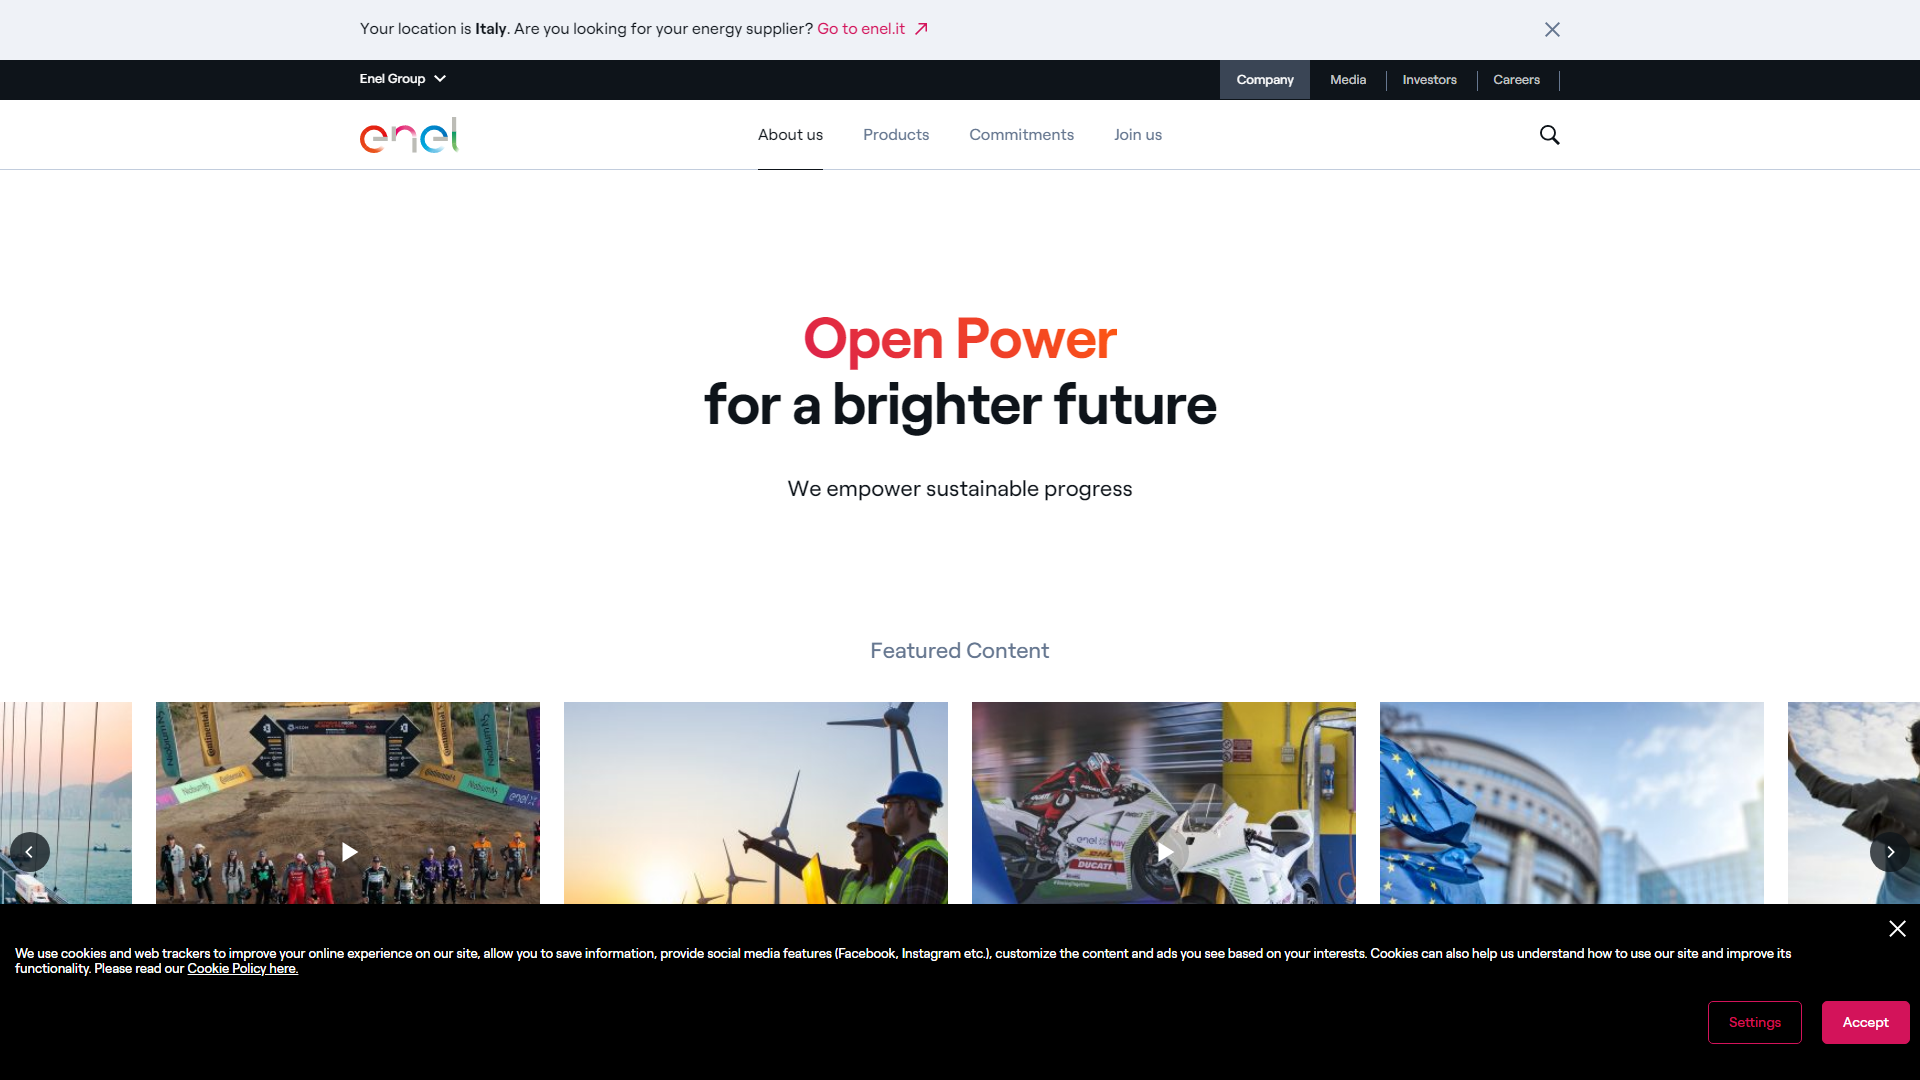 Your location is Italy. Are you looking for your energy supplier? Go to enel.it
Enel Group
Company
Media
Investors
Careers
enel
About us
Products
Commitments
Join us
Open Power
for a brighter future
We empower sustainable progress
Featured Content
Continental
Continental
enel x way
DUCATI
We use cookies and web trackers to improve your online experience on our site, allow you to save information, provide social media features (Facebook, Instagram etc.), customize the content and ads you see based on your interests. Cookies can also help us understand how to use our site and improve its
functionality. Please read our Cookie Policy here.
Settings
Accept